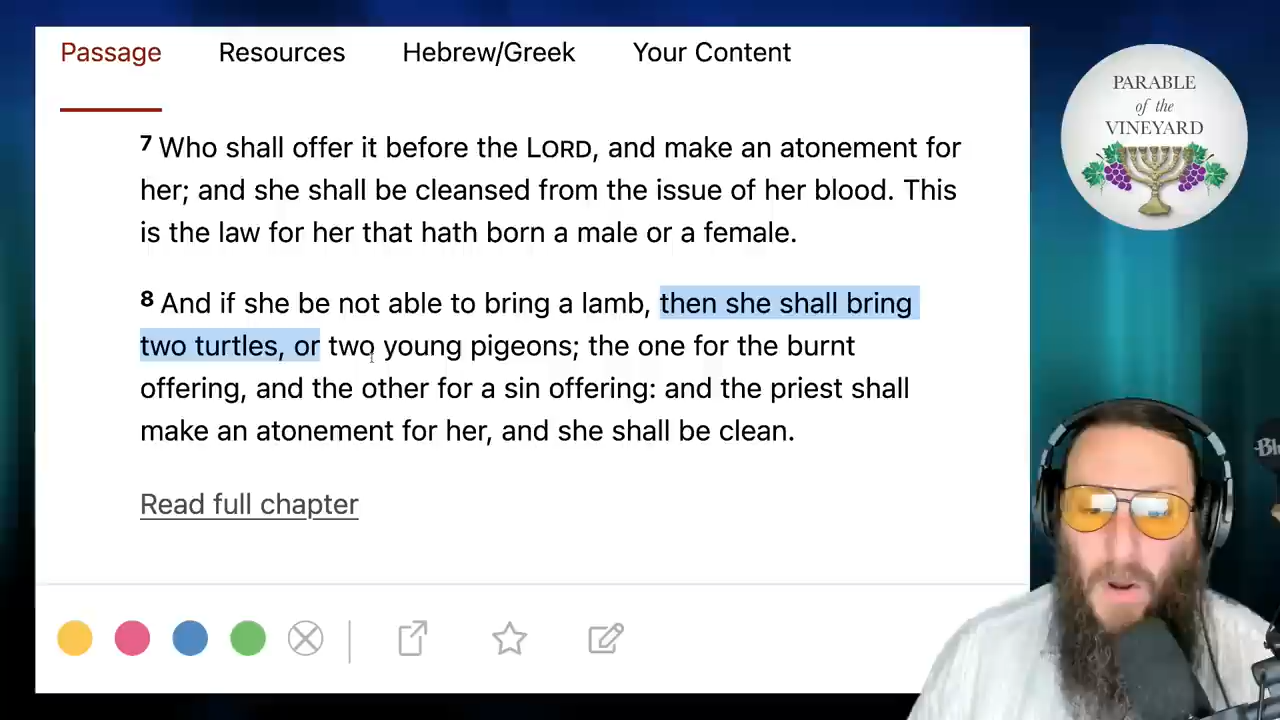 Passage Resources Hebrew/Greek Your Content
PARABLE
of the
VINEYARD
7 Who shall offer it before the LORD, and make an atonement for
her; and she shall be cleansed from the issue of her blood. This
is the law for her that hath born a male or a female.
8 And if she be not able to bring a lamb, then she shall bring
two turtles, or two young pigeons; the one for the burnt
offering, and the other for a sin offering: and the priest shall
make an atonement for her, and she shall be clean.
Read full chapter